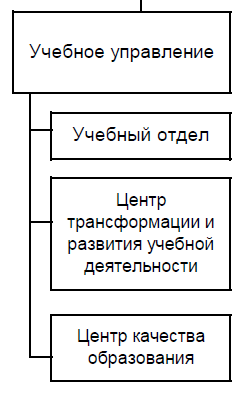 Учебное управление
Учебный отдел
Центр
трансформации и
развития учебной
деятельности
Центр качества
образования